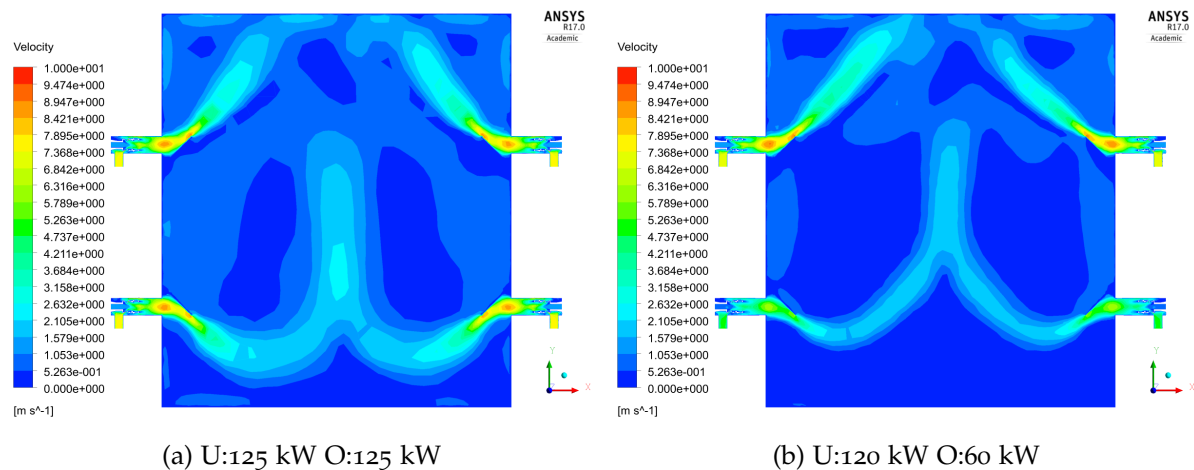 ANSYS
R17.0
Academic
Velocity
1.000e+001
9.474e+000
8.947e+000
8.421e+000
7.895e+000
7.368e+000
6.842e+000
6.316e+000
5.789e+000
5.263e+000
4.737e+000
4.211e+000
3.684e+000
3.158e+000
2.632e+000
2.105e+000
1.579e+000
1.053e+000
5.263e-001
0.000e+000
[m s^-1]
Y
X
(a) U:125 kW O:125 kW
ANSYS
R17.0
Academic
Velocity
1.000e+001
9.474e+000
8.947e+000
8.421e+000
7.895e+000
7.368e+000
6.842e+000
6.316e+000
5.789e+000
5.263e+000
4.737e+000
4.211e+000
3.684e+000
3.158e+000
2.632e+000
2.105e+000
1.579e+000
1.053e+000
5.263e-001
0.000e+000
[m s^-1]
Y
X
(b) U:120 kW O:60 kW